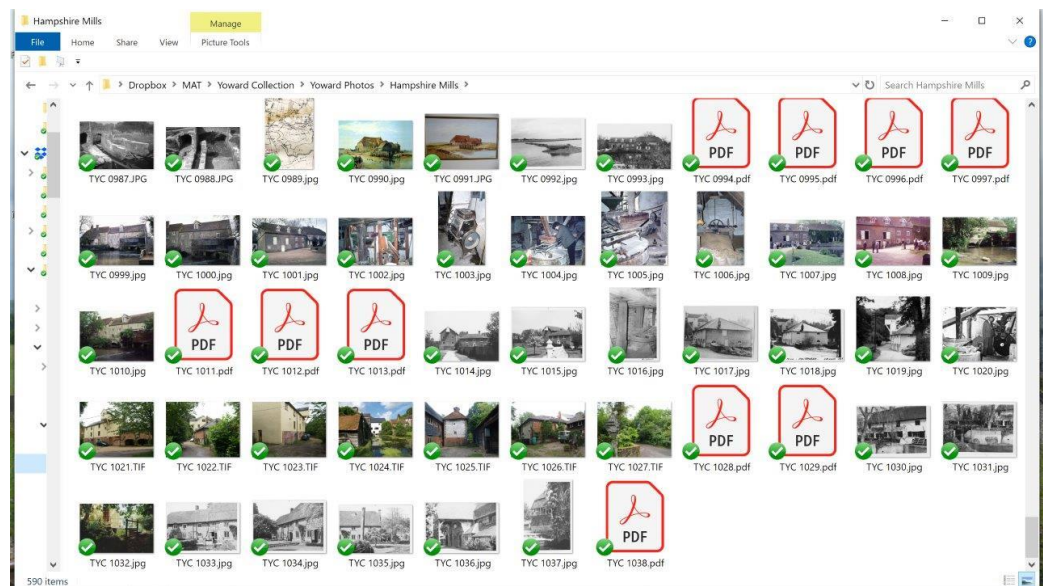 Hampshire Mills
Manage
File Home Share View Picture Tools
Dropbox > MAT > Yoward Collection > Yoward Photos > Hampshire Mills >
Search Hampshire Mills
PDF PDF PDF PDF
TYC 0987.JPG TYC 0988.JPG TYC 0989.jpg TYC 0990.jpg TYC 0991.JPG TYC 0992.jpg TYC 0993.jpg TYC 0994.pdf TYC 0995.pdf TYC 0996.pdf TYC 0997.pdf
TYC 0999.jpg TYC 1000.jpg TYC 1001.jpg TYC 1002.jpg TYC 1003.jpg TYC 1004.jpg TYC 1005.jpg TYC 1006.jpg TYC 1007.jpg TYC 1008.jpg TYC 1009.jpg
PDF PDF PDF
TYC 1010.jpg TYC 1011.pdf TYC 1012.pdf TYC 1013.pdf TYC 1014.jpg TYC 1015.jpg TYC 1016.jpg TYC 1017.jpg TYC 1018.jpg TYC 1019.jpg TYC 1020.jpg
PDF PDF
TYC 1021.TIF TYC 1022.TIF TYC 1023.TIF TYC 1024.TIF TYC 1025.TIF TYC 1026.TIF TYC 1027.TIF TYC 1028.pdf TYC 1029.pdf TYC 1030.jpg TYC 1031.jpg
PDF
TYC 1032.jpg TYC 1033.jpg TYC 1034.jpg TYC 1035.jpg TYC 1036.jpg TYC 1037.jpg TYC 1038.pdf
590 items